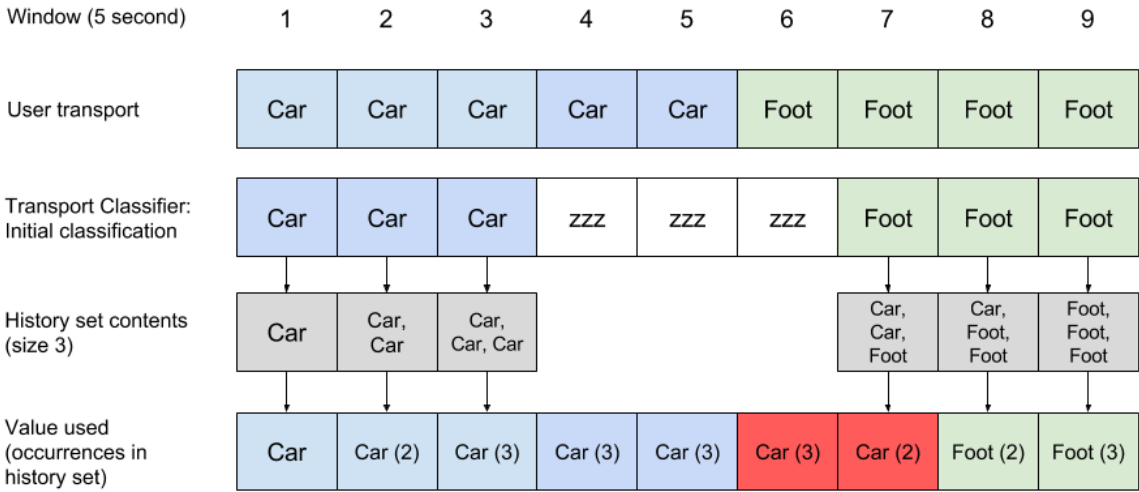 Window (5 second) 1 2 3 4 5 6 7 8 9
User transport Car Car Car Car Car Foot Foot Foot Foot
Transport Classifier:
Initial classification
Car Car Car zzz zzz zzz Foot Foot Foot
History set contents
(size 3)
Car
Car,
Car
Car,
Car, Car
Car,
Car,
Foot
Car,
Foot,
Foot
Foot,
Foot,
Foot
Value used
(occurrences in
history set)
Car Car (2) Car (3) Car (3) Car (3) Car (3) Car (2) Foot (2) Foot (3)